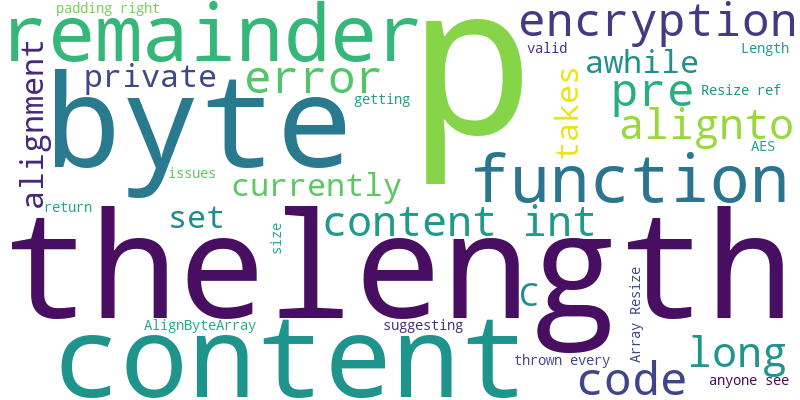 padding right
remainder
p
encryption
valid
Length
private
error
awhile
alignment
byte
getting
takes
pre
Resize ref
alignto
AES
issues
currently
function
return
set
size
content int
thelength
C
Array Resize
AlignByteArray
suggesting
content
thrown every
long
code
anyone see